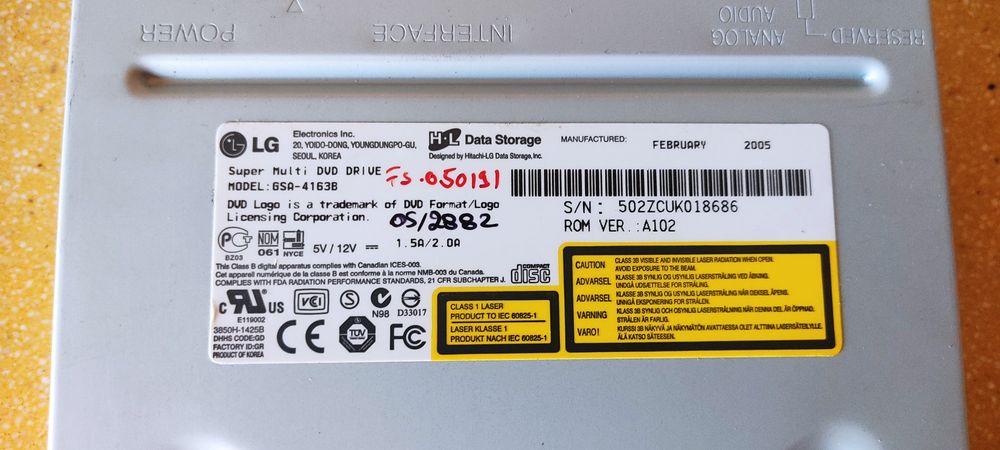 RESERVED
ANALOG
AUDIO
INTERFACE
POWER
LG
Electronics Inc.
20, YOIDO-DONG, YOUNGDUNGPO-GU,
SEOUL, KOREA
H·L Data Storage
Designed by Hitachi-LG Data Storage, Inc.
MANUFACTURED: FEBRUARY 2005
Super Multi DVD DRIVE
MODEL:GSA-4163B
FS.050191
DVD Logo is a trademark of DVD Format/Logo
Licensing Corporation.
05/2882
S/N: 502ZCUK018686
ROM VER.:A102
BZ03
NOM
061
NYCE
5V / 12V 1.5A/2.0A
This Class B digital apparatus complies with Canadian ICES-003.
Cet appareil numérique de la classe B est conforme à la norme NMB-003 du Canada.
COMPLIES WITH FDA RADIATION PERFORMANCE STANDARDS, 21 CFR SUBCHAPTER J.
COMPACT
disc
c UL US
E119002
VCI
S
N98
D33017
3850H-1425B
DHHS CODE:GD
FACTORY ID:GR
PRODUCT OF KOREA
CE
TÜV
FC
CLASS 1 LASER
PRODUCT TO IEC 60825-1
LASER KLASSE 1
PRODUKT NACH IEC 60825-1
CAUTION CLASS 3B VISIBLE AND INVISIBLE LASER RADIATION WHEN OPEN.
AVOID EXPOSURE TO THE BEAM.
ADVARSEL KLASSE 3B SYNLIG OG USYNLIG LASERSTRÅLING VED ÅBNING.
UNDGÅ UDSÆTTELSE FOR STRÅLING.
ADVARSEL KLASSE 3B SYNLIG OG USYNLIG LASERSTRÅLING NÅR DEKSEL ÅPNES.
UNNGÅ EKSPONERING FOR STRÅLEN.
VARNING KLASS 3B SYNLIG OCH OSYNLIG LASERSTRÅLNING NÄR DENNA DEL ÄR ÖPPNAD.
STRÅLEN ÄR FARLIG.
VARO! KURSSI 3B NÄKYVÄ JA NÄKYMÄTÖN AVATTAESSA OLET ALTTIINA LASERSÄTEILYLLE.
ÄLÄ KATSO SÄTEESEEN.